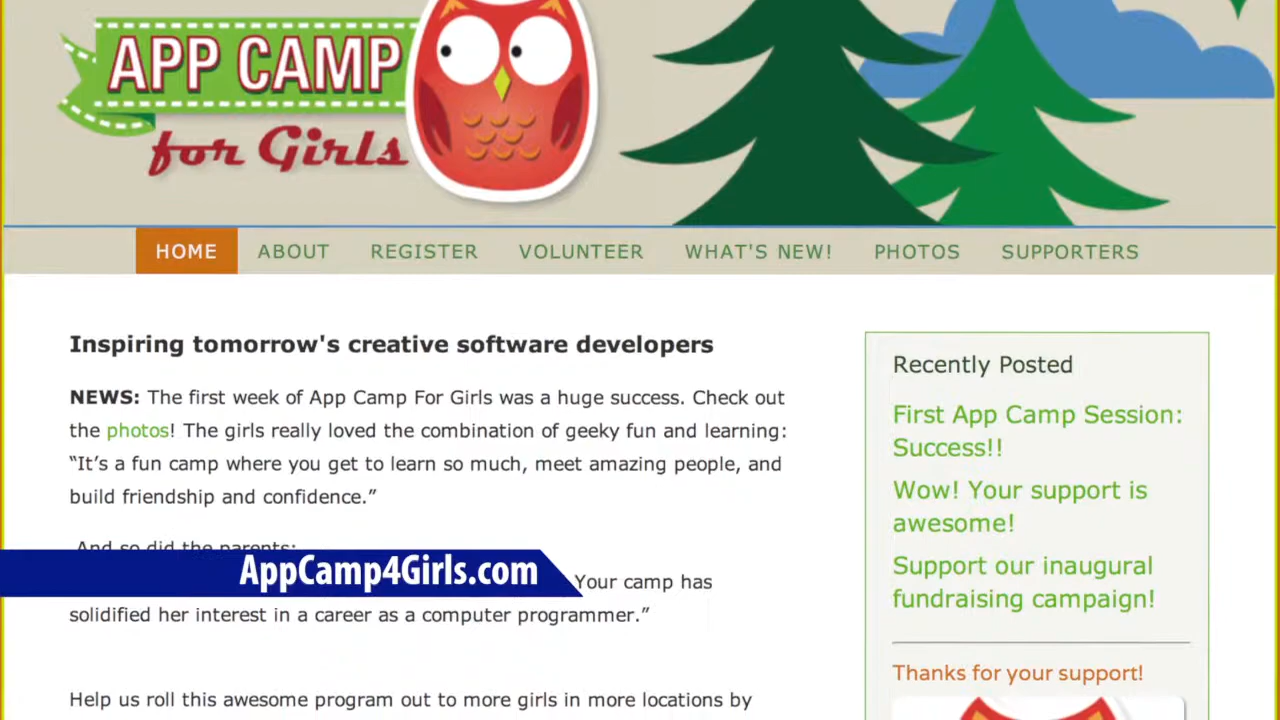 APP CAMP
for Girls
HOME ABOUT REGISTER VOLUNTEER WHAT'S NEW! PHOTOS SUPPORTERS
Inspiring tomorrow's creative software developers
NEWS: The first week of App Camp For Girls was a huge success. Check out
the photos! The girls really loved the combination of geeky fun and learning:
“It’s a fun camp where you get to learn so much, meet amazing people, and
build friendship and confidence.”
And so did the parents:
AppCamp4Girls.com
Your camp has
solidified her interest in a career as a computer programmer.”
Help us roll this awesome program out to more girls in more locations by
Recently Posted
First App Camp Session:
Success!!
Wow! Your support is
awesome!
Support our inaugural
fundraising campaign!
Thanks for your support!